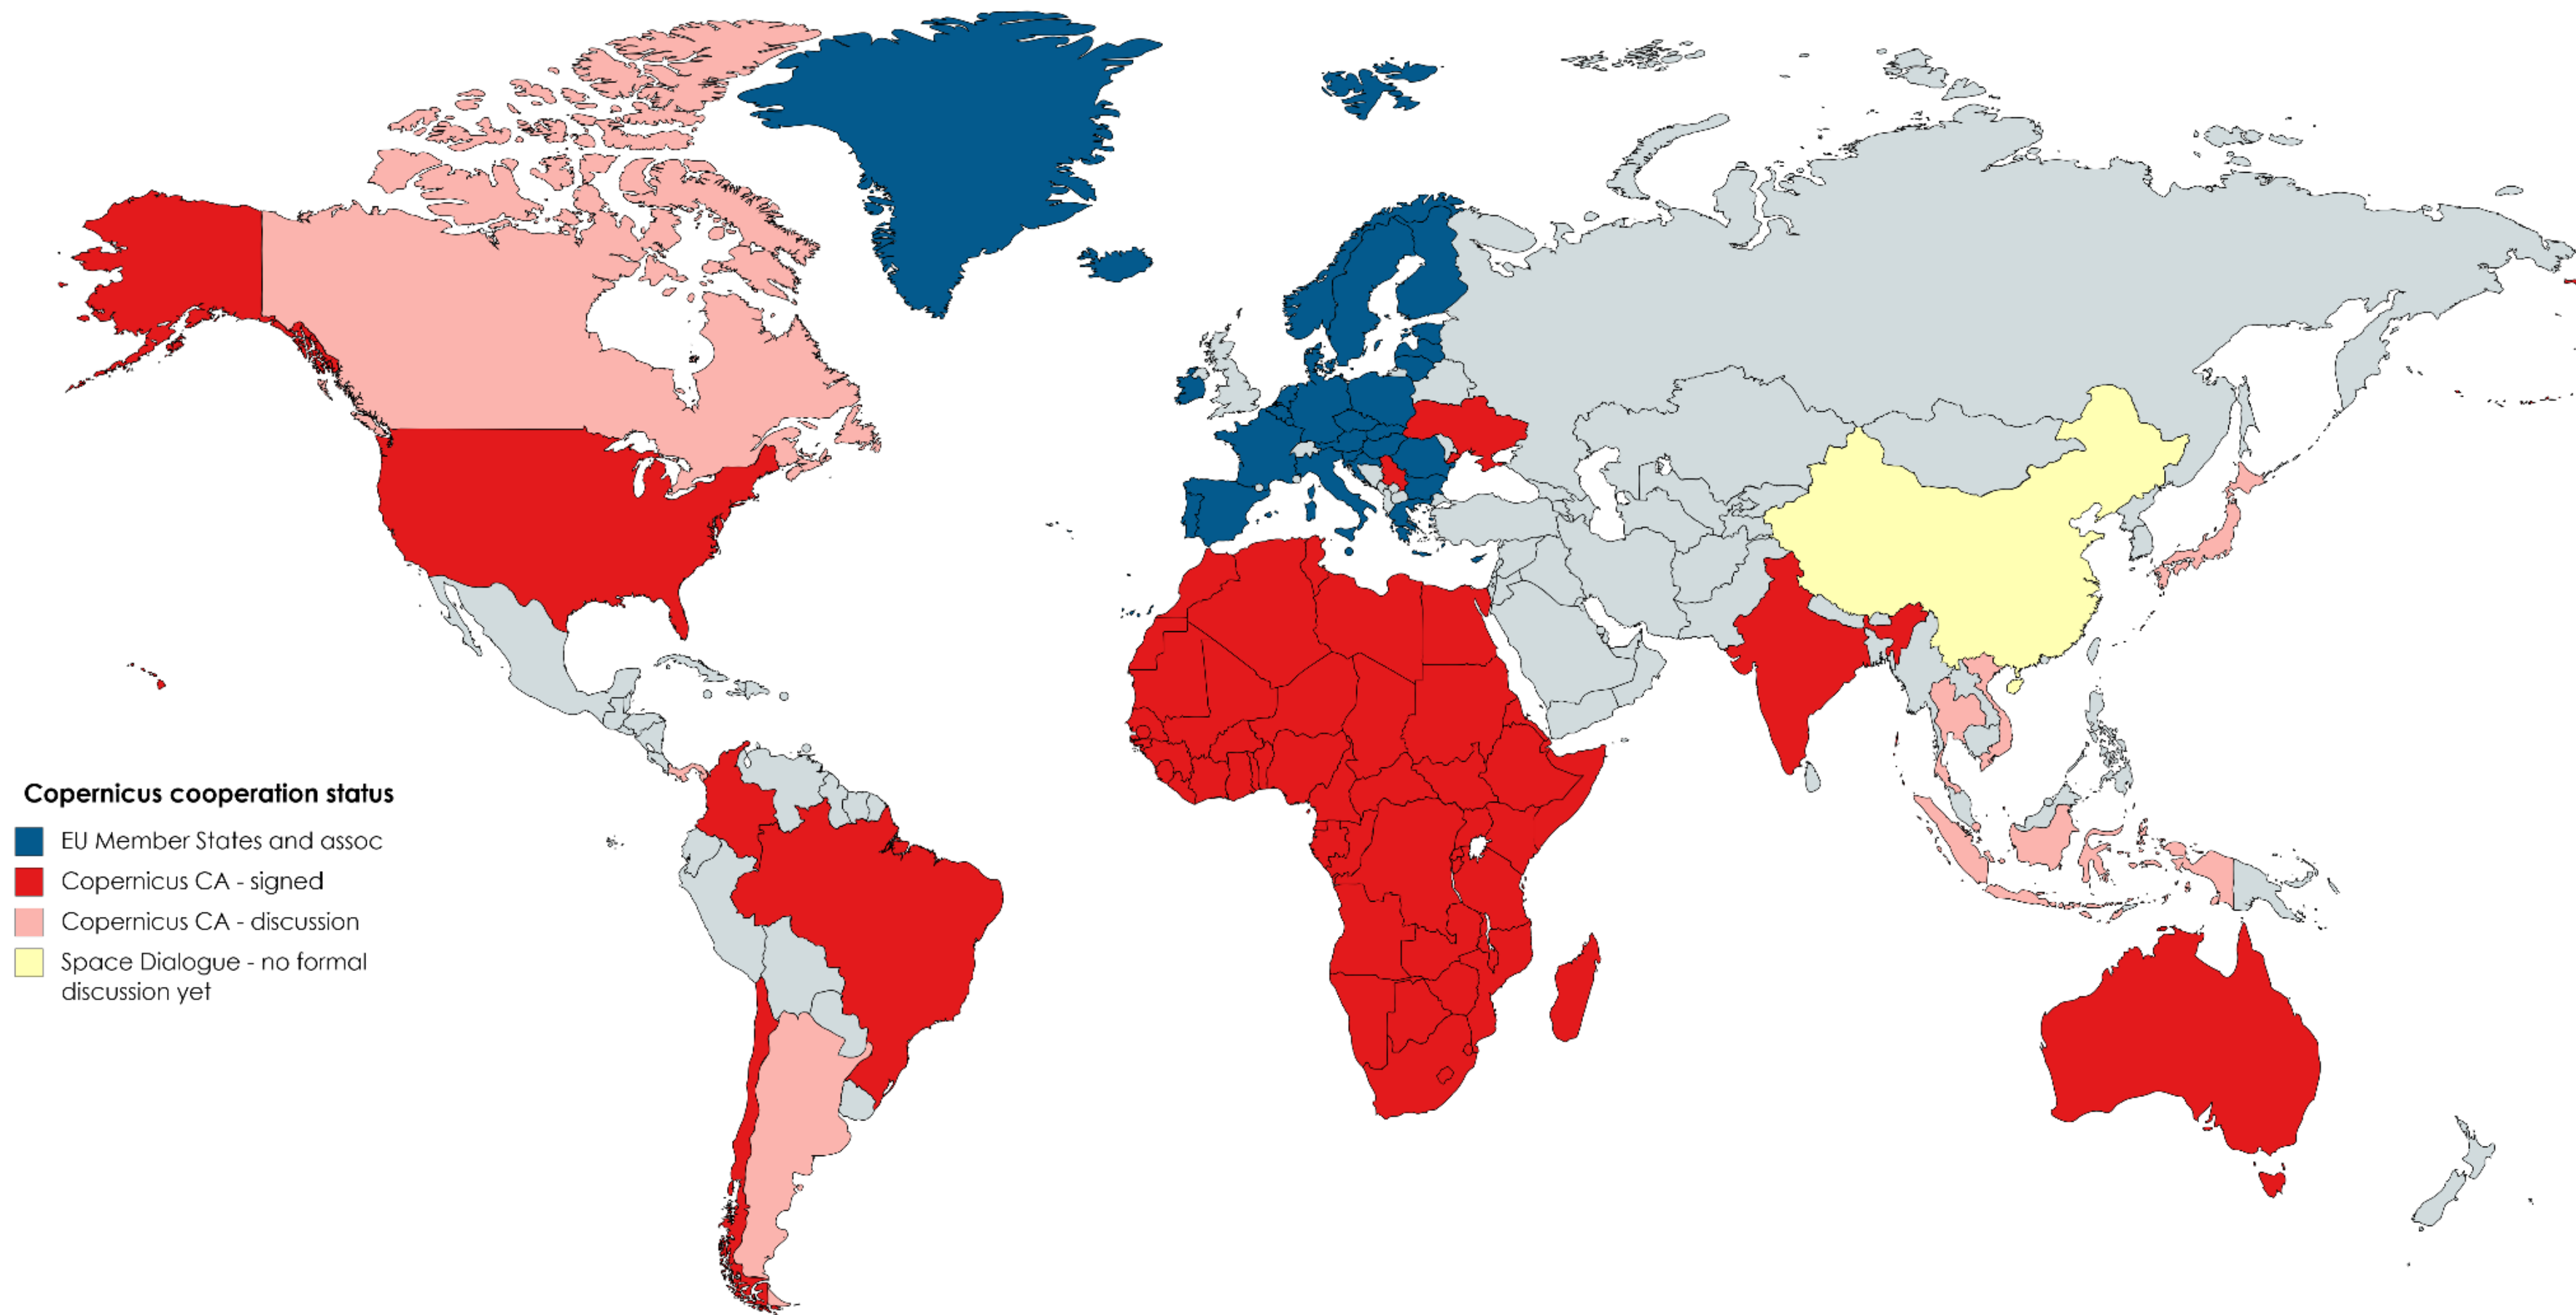 Copernicus cooperation status
EU Member States and assoc
Copernicus CA - signed
Copernicus CA - discussion
Space Dialogue - no formal
discussion yet